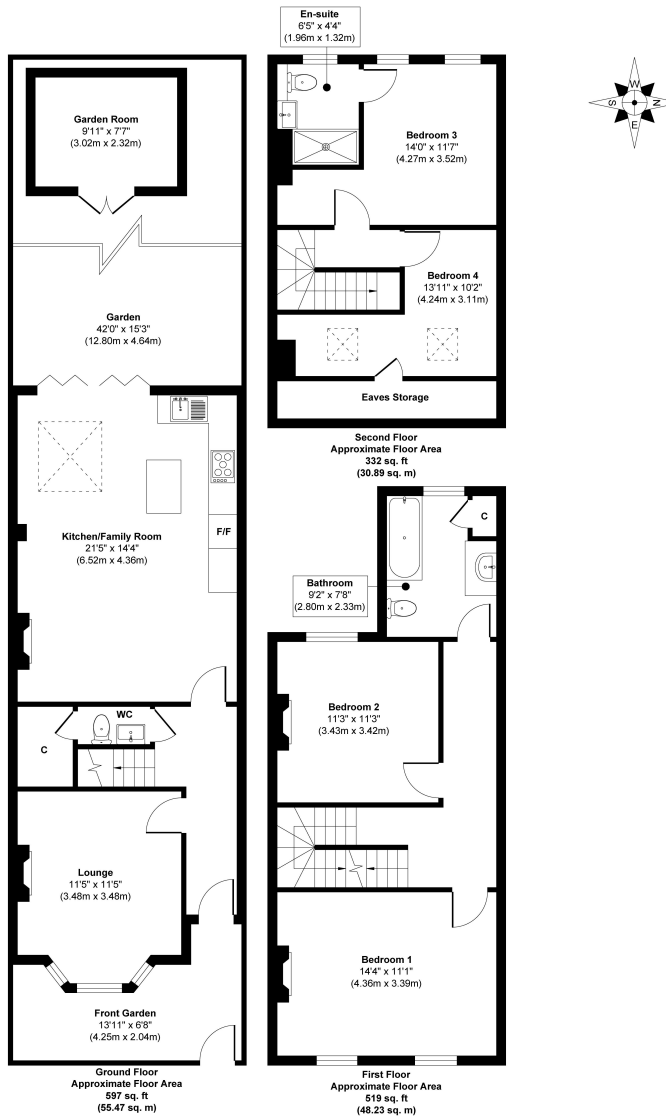 En-suite
6'5" x 4'4"
(1.96m x 1.32m)
W
S
N
E
Garden Room
9'11" x 7'7"
(3.02m x 2.32m)
Bedroom 3
14'0" x 11'7"
(4.27m x 3.52m)
Bedroom 4
13'11" x 10'2"
(4.24m x 3.11m)
Garden
42'0" x 15'3"
(12.80m x 4.64m)
Eaves Storage
Second Floor
Approximate Floor Area
332 sq. ft
(30.89 sq. m)
Kitchen/Family Room
21'5" x 14'4"
(6.52m x 4.36m)
F/F
C
Bathroom
9'2" x 7'8"
(2.80m x 2.33m)
WC
C
Bedroom 2
11'3" x 11'3"
(3.43m x 3.42m)
Lounge
11'5" x 11'5"
(3.48m x 3.48m)
Bedroom 1
14'4" x 11'1"
(4.36m x 3.39m)
Front Garden
13'11" x 6'8"
(4.25m x 2.04m)
Ground Floor
Approximate Floor Area
597 sq. ft
(55.47 sq. m)
First Floor
Approximate Floor Area
519 sq. ft
(48.23 sq. m)